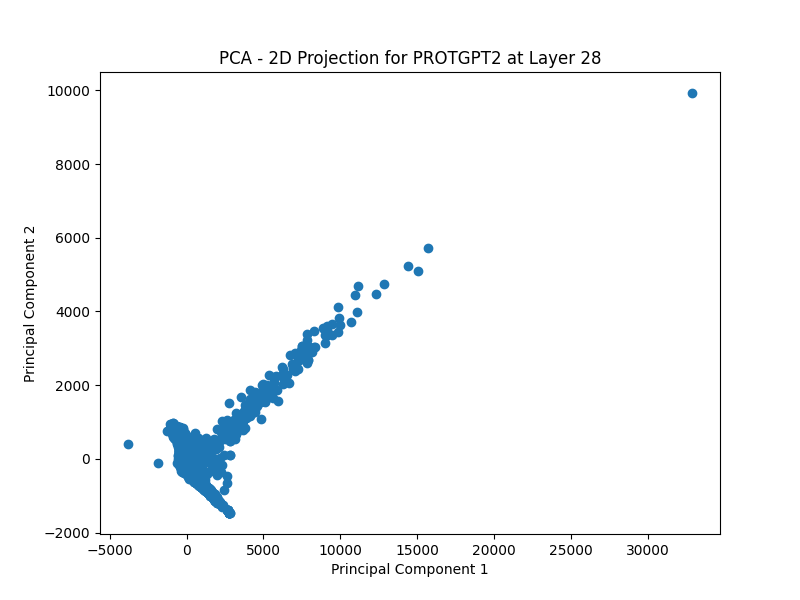 PCA - 2D Projection for PROTGPT2 at Layer 28
10000
8000
6000
4000
2000
0
−2000
Principal Component 2
−5000 0 5000 10000 15000 20000 25000 30000
Principal Component 1